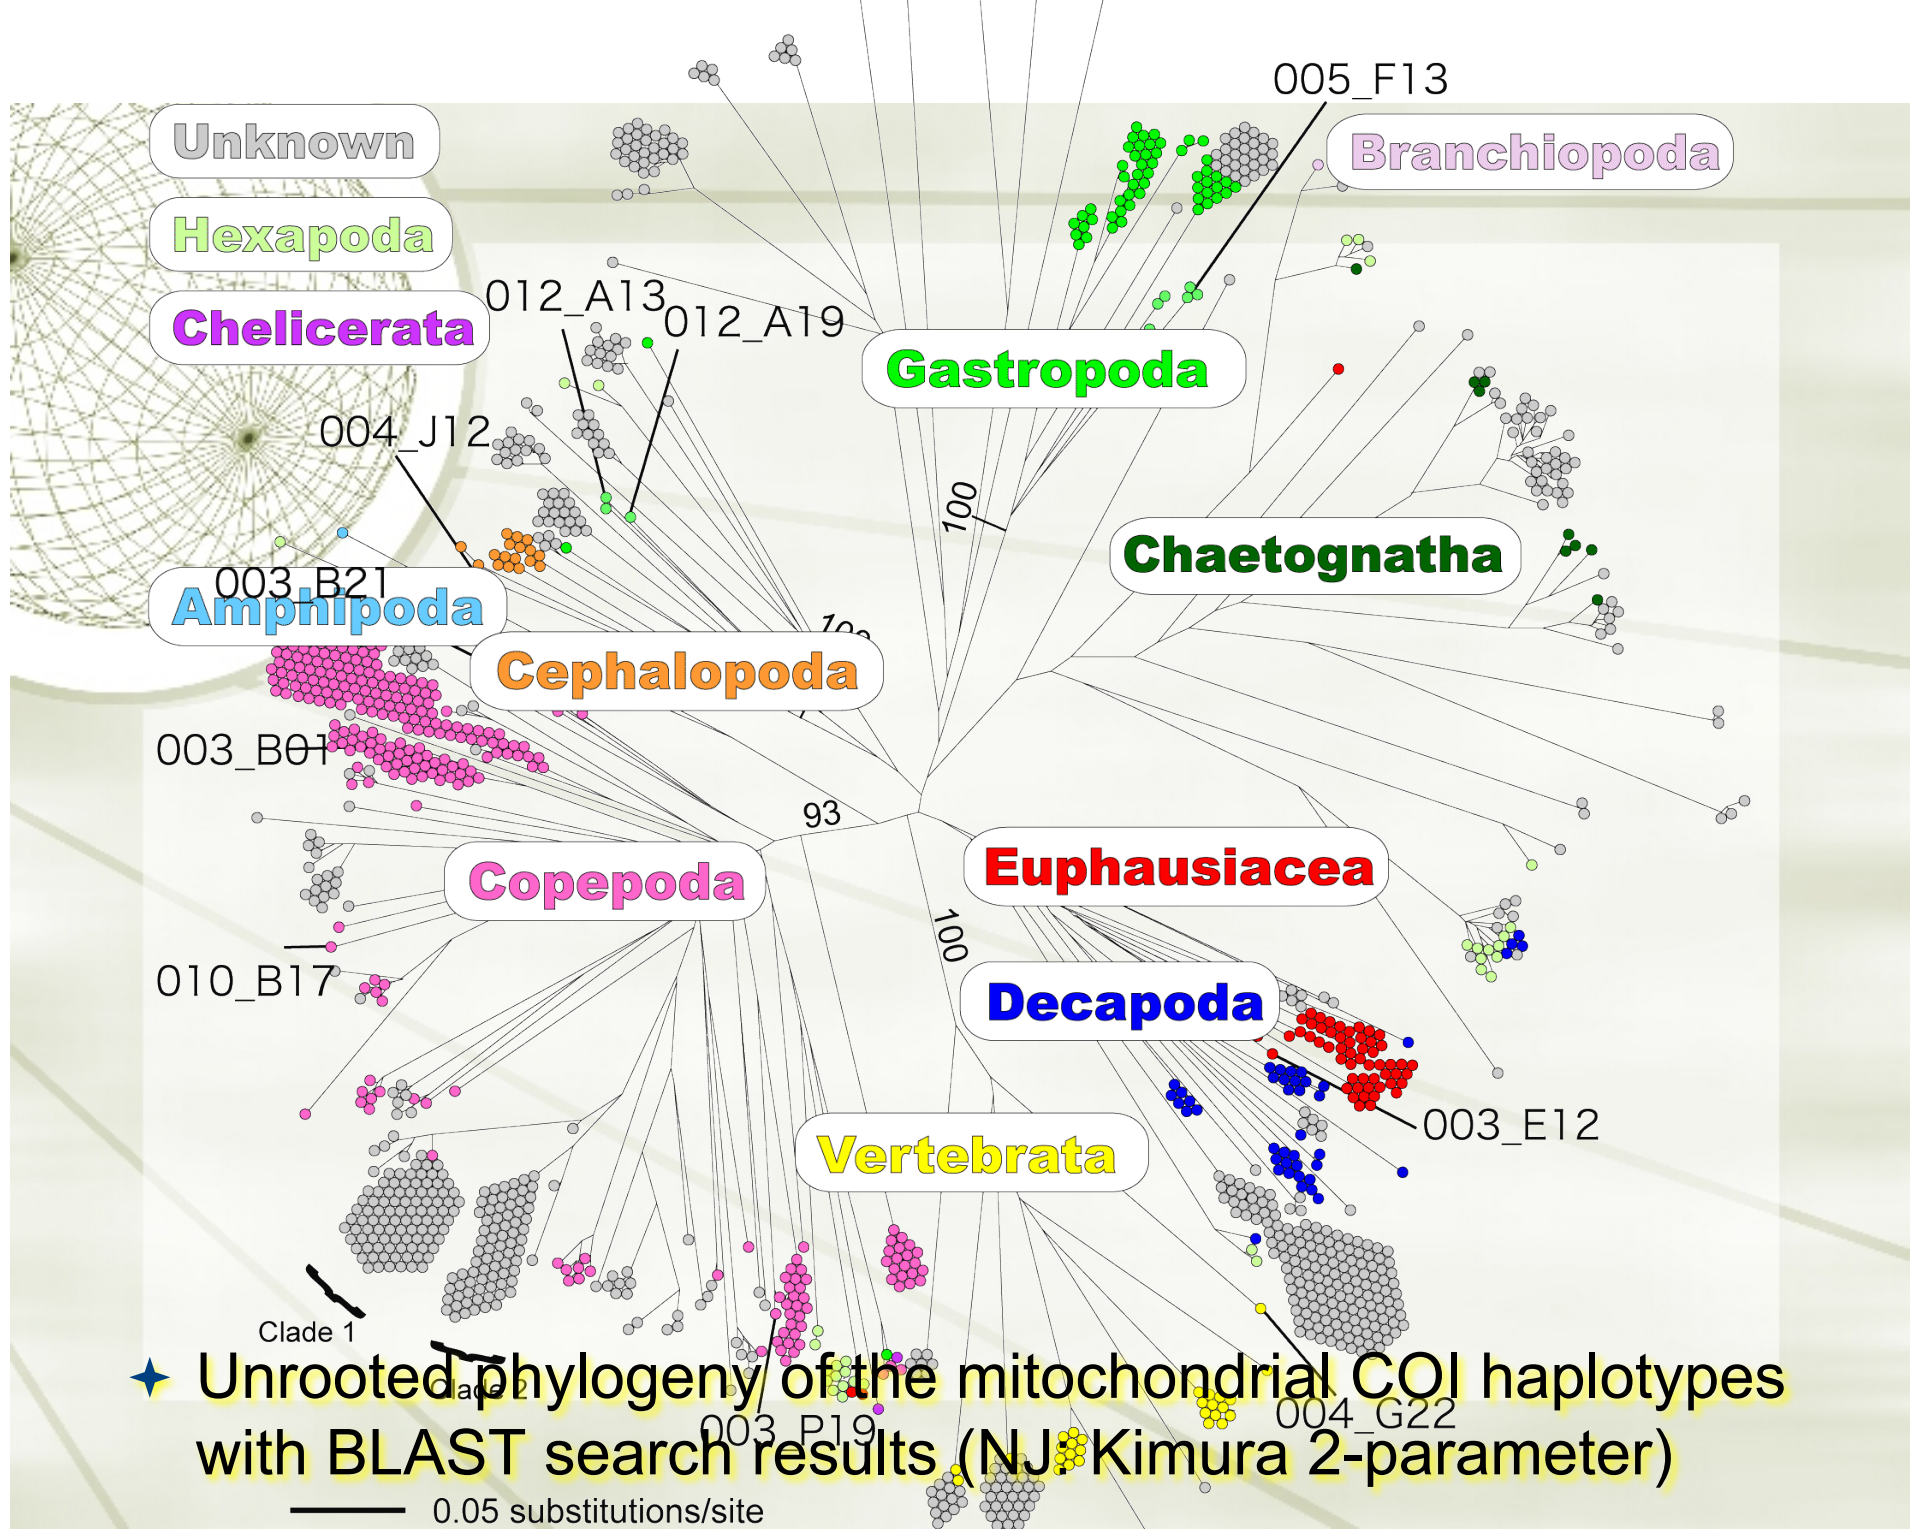 005_F13
Unknown
Branchiopoda
Hexapoda
012_A13
012_A19
Chelicerata
Gastropoda
004_J12
100
Chaetognatha
003_B21
Amphipoda
100
Cephalopoda
003_B01
93
Euphausiacea
Copepoda
100
010_B17
Decapoda
003_E12
Vertebrata
Clade 1
Clade 2
Unrooted phylogeny of the mitochondrial COI haplotypes
with BLAST search results (NJ: Kimura 2-parameter)
003_P19
004_G22
0.05 substitutions/site